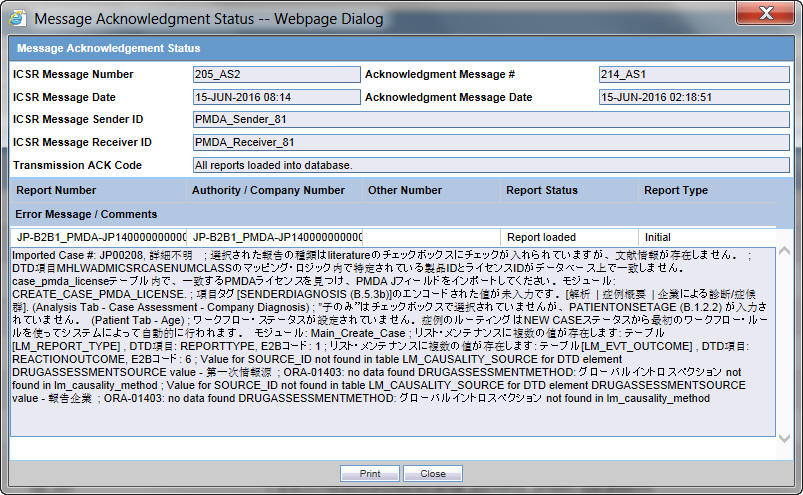 Message Acknowledgment Status -- Webpage Dialog
Message Acknowledgement Status
ICSR Message Number 205_AS2 Acknowledgment Message # 214_AS1
ICSR Message Date 15-JUN-2016 08:14 Acknowledgment Message Date 15-JUN-2016 02:18:51
ICSR Message Sender ID PMDA_Sender_81
ICSR Message Receiver ID PMDA_Receiver_81
Transmission ACK Code All reports loaded into database.
Report Number Authority / Company Number Other Number Report Status Report Type
Error Message / Comments
JP-B2B1_PMDA-JP140000000000 JP-B2B1_PMDA-JP140000000000 Report loaded Initial
Imported Case #: JP00208, 詳細不明 ; 選択された報告の種類はliteratureのチェックボックスにチェックが入れられていますが、文献情報が存在しません。 ;
DTD項目MHLWADMICSRCASENUMCLASSのマッピング・ロジック内で特定されている製品IDとライセンスIDがデータベース上で一致しません。
case_pmda_licenseテーブル内で、一致するPMDAライセンスを見つけ、PMDA Jフィールドをインポートしてください。モジュール:
CREATE_CASE_PMDA_LICENSE. ; 項目タグ [SENDERDIAGNOSIS (B.5.3b)]のエンコードされた値が未入力です。[解析 | 症例概要 | 企業による診断/症候
群]. (Analysis Tab - Case Assessment - Company Diagnosis) ; "子のみ"はチェックボックスで選択されていませんが、PATIENTONSETAGE (B.1.2.2) が入力さ
れていません。 (Patient Tab - Age) ; ワークフロー・ステータスが設定されていません。症例のルーティングはNEW CASEステータスから最初のワークフロー・ルー
ルを使ってシステムによって自動的に行われます。 モジュール: Main_Create_Case ; リスト・メンテナンスに複数の値が存在します: テーブル
[LM_REPORT_TYPE] , DTD項目: REPORTTYPE, E2Bコード: 1 ; リスト・メンテナンスに複数の値が存在します: テーブル[LM_EVT_OUTCOME] , DTD項目:
REACTIONOUTCOME, E2Bコード: 6 ; Value for SOURCE_ID not found in table LM_CAUSALITY_SOURCE for DTD element
DRUGASSESSMENTSOURCE value - 第一次情報源 ; ORA-01403: no data found DRUGASSESSMENTMETHOD: グローバルイントロスペクション not
found in lm_causality_method ; Value for SOURCE_ID not found in table LM_CAUSALITY_SOURCE for DTD element DRUGASSESSMENTSOURCE
value - 報告企業 ; ORA-01403: no data found DRUGASSESSMENTMETHOD: グローバルイントロスペクション not found in lm_causality_method
Print Close